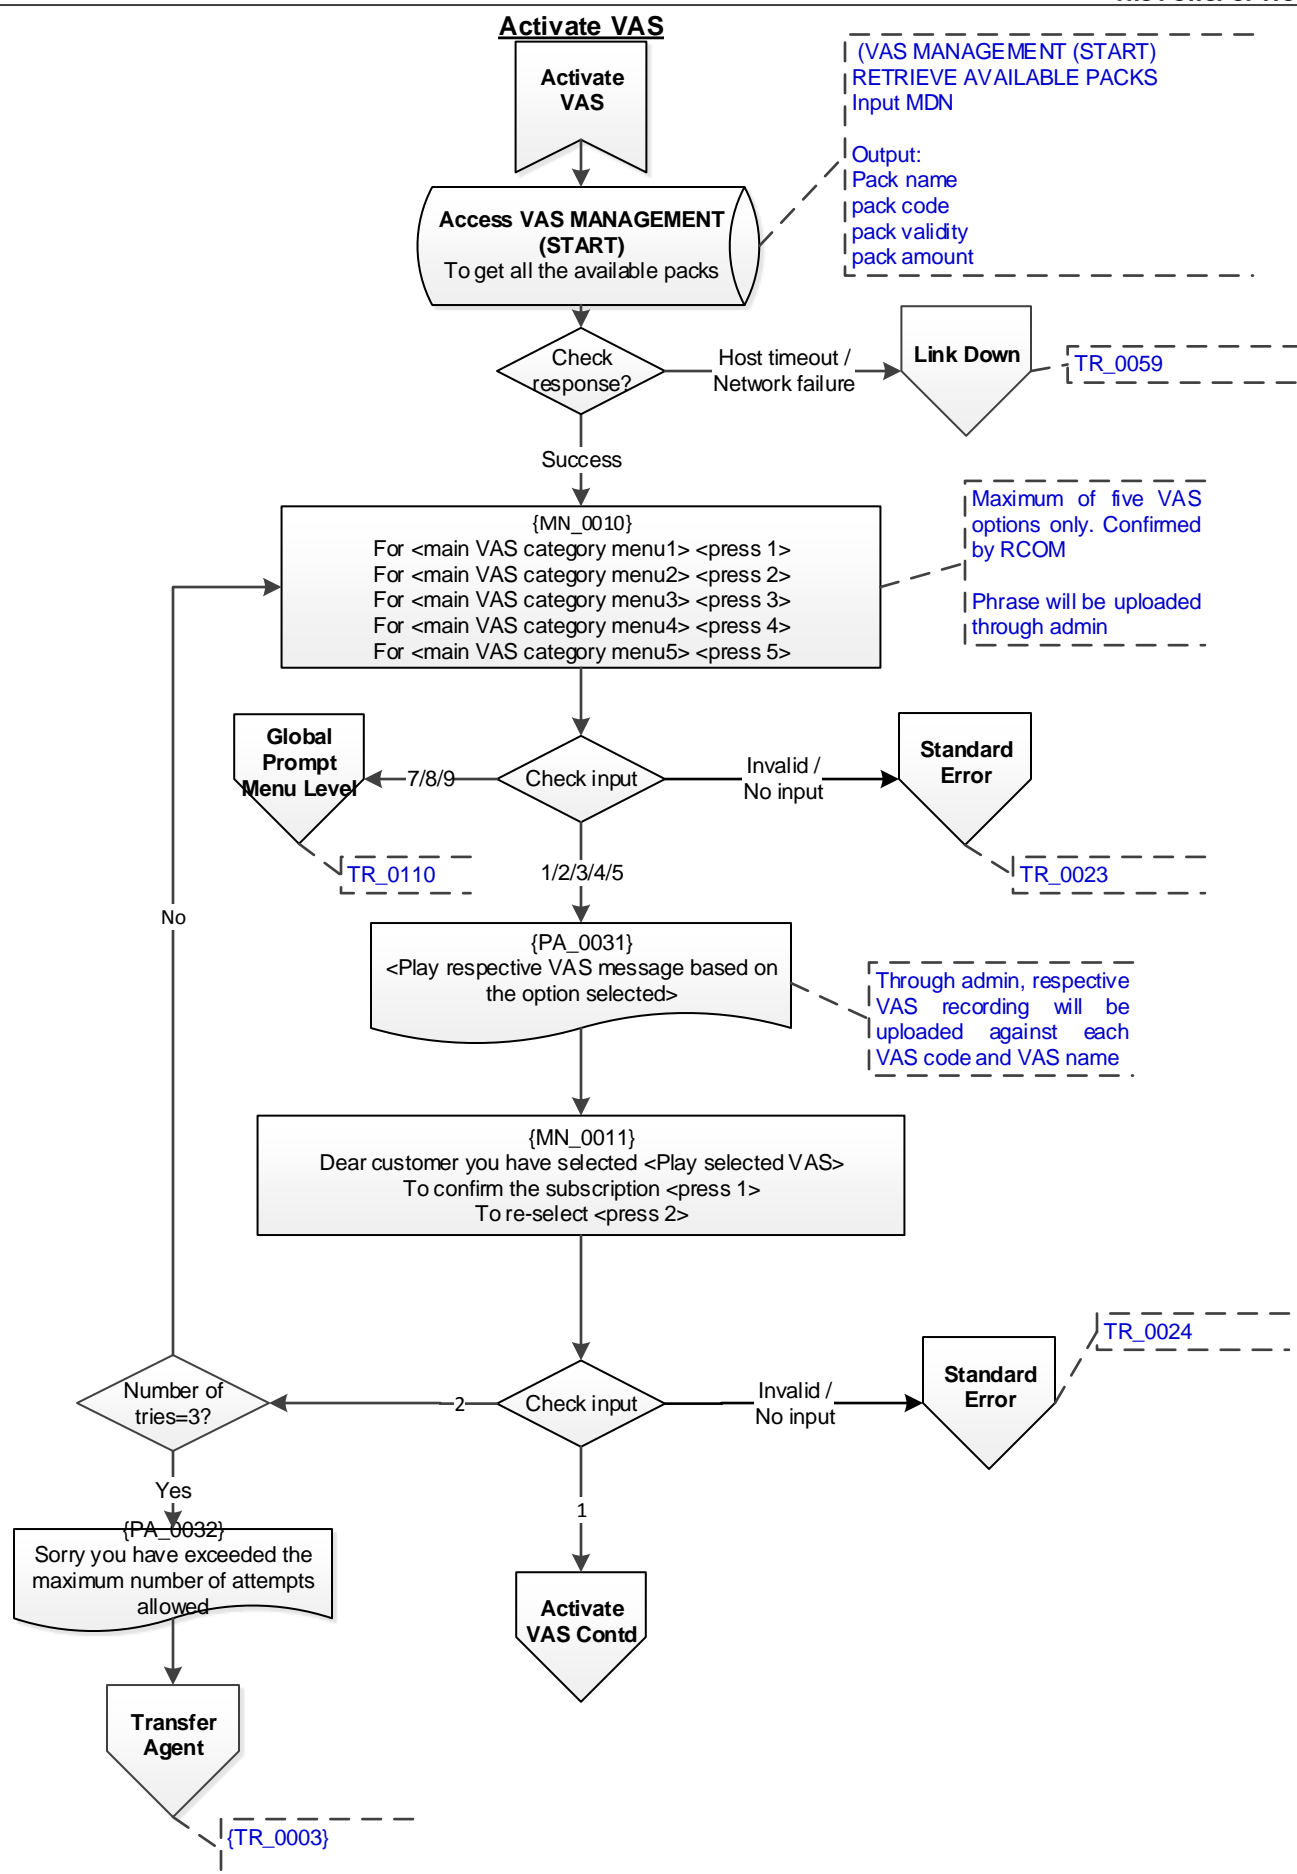 Activate VAS
Activate
VAS
(VAS MANAGEMENT (START)
RETRIEVE AVAILABLE PACKS
Input MDN
Output:
Pack name
pack code
pack validity
pack amount
Access VAS MANAGEMENT
(START)
To get all the available packs
Check
response?
Host timeout /
Network failure
Link Down
TR_0059
Success
{MN_0010}
For <main VAS category menu1> <press 1>
For <main VAS category menu2> <press 2>
For <main VAS category menu3> <press 3>
For <main VAS category menu4> <press 4>
For <main VAS category menu5> <press 5>
Maximum of five VAS
options only. Confirmed
by RCOM
Phrase will be uploaded
through admin
Global
Prompt
Menu Level
7/8/9
Check input
Invalid /
No input
Standard
Error
TR_0110
1/2/3/4/5
TR_0023
No
{PA_0031}
<Play respective VAS message based on
the option selected>
Through admin, respective
VAS recording will be
uploaded against each
VAS code and VAS name
{MN_0011}
Dear customer you have selected <Play selected VAS>
To confirm the subscription <press 1>
To re-select <press 2>
TR_0024
Number of
tries=3?
2
Check input
Invalid /
No input
Standard
Error
Yes
1
{PA_0032}
Sorry you have exceeded the
maximum number of attempts
allowed
Activate
VAS Contd
Transfer
Agent
{TR_0003}